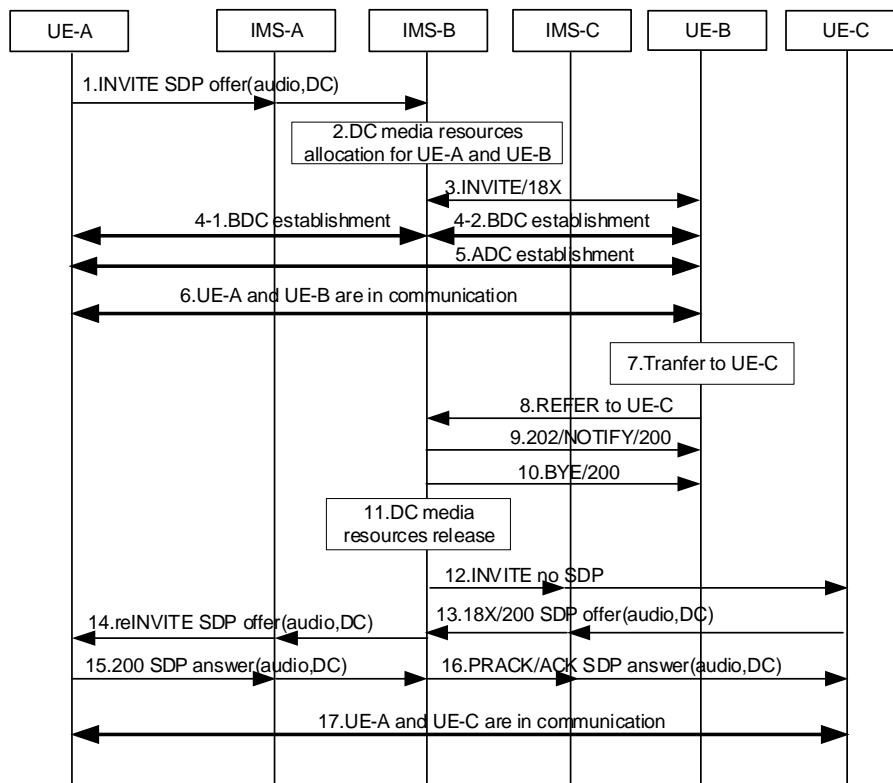 UE-A
IMS-A
IMS-B
IMS-C
UE-B
UE-C
1.INVITE SDP offer(audio,DC)
2.DC media resources
allocation for UE-A and UE-B
3.INVITE/18X
4-1.BDC establishment
4-2.BDC establishment
5.ADC establishment
6.UE-A and UE-B are in communication
7.Tranfer to UE-C
8.REFER to UE-C
9.202/NOTIFY/200
10.BYE/200
11.DC media
resources release
12.INVITE no SDP
13.18X/200 SDP offer(audio,DC)
14.reINVITE SDP offer(audio,DC)
15.200 SDP answer(audio,DC)
16.PRACK/ACK SDP answer(audio,DC)
17.UE-A and UE-C are in communication